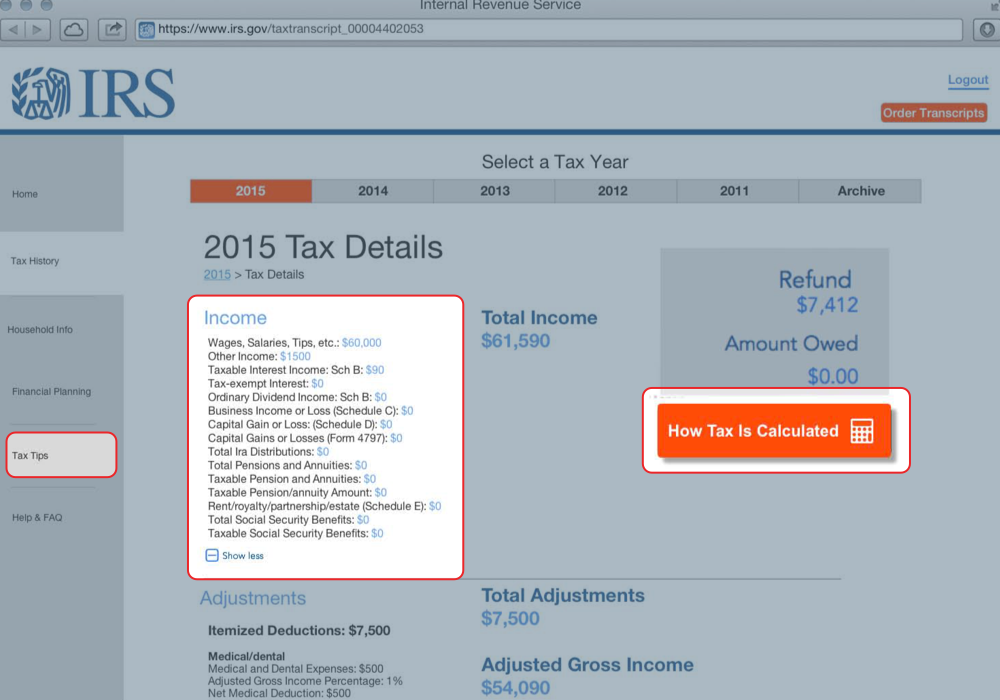 Internal Revenue Service
https://www.irs.gov/taxtranscript_00004402053
IRS
Logout
Order Transcripts
Select a Tax Year
2015 2014 2013 2012 2011 Archive
Home
Tax History
Household Info
Financial Planning
Tax Tips
Help & FAQ
2015 Tax Details
2015 > Tax Details
Income
Wages, Salaries, Tips, etc.: $60,000
Other Income: $1500
Taxable Interest Income: Sch B: $90
Tax-exempt Interest: $0
Ordinary Dividend Income: Sch B: $0
Business Income or Loss (Schedule C): $0
Capital Gain or Loss: (Schedule D): $0
Capital Gains or Losses (Form 4797): $0
Total Ira Distributions: $0
Total Pensions and Annuities: $0
Taxable Pension and Annuities: $0
Taxable Pension/annuity Amount: $0
Rent/royalty/partnership/estate (Schedule E): $0
Total Social Security Benefits: $0
Taxable Social Security Benefits: $0
Show less
Total Income
$61,590
Refund
$7,412
Amount Owed
$0.00
How Tax Is Calculated
Adjustments
Itemized Deductions: $7,500
Medical/dental
Medical and Dental Expenses: $500
Adjusted Gross Income Percentage: 1%
Net Medical Deduction: $500
Total Adjustments
$7,500
Adjusted Gross Income
$54,090